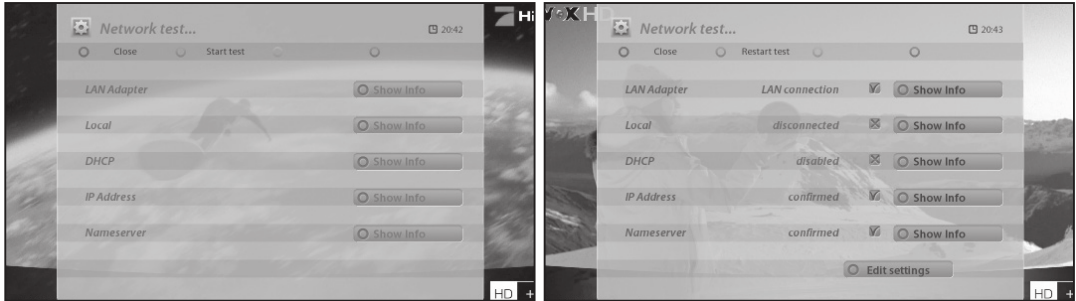 Network test... 20:42
Close Start test
LAN Adapter Show Info
Local Show Info
DHCP Show Info
IP Address Show Info
Nameserver Show Info
Hi
HD +
VOX HD
Network test... 20:43
Close Restart test
LAN Adapter LAN connection Show Info
Local disconnected Show Info
DHCP disabled Show Info
IP Address confirmed Show Info
Nameserver confirmed Show Info
Edit settings
HD +